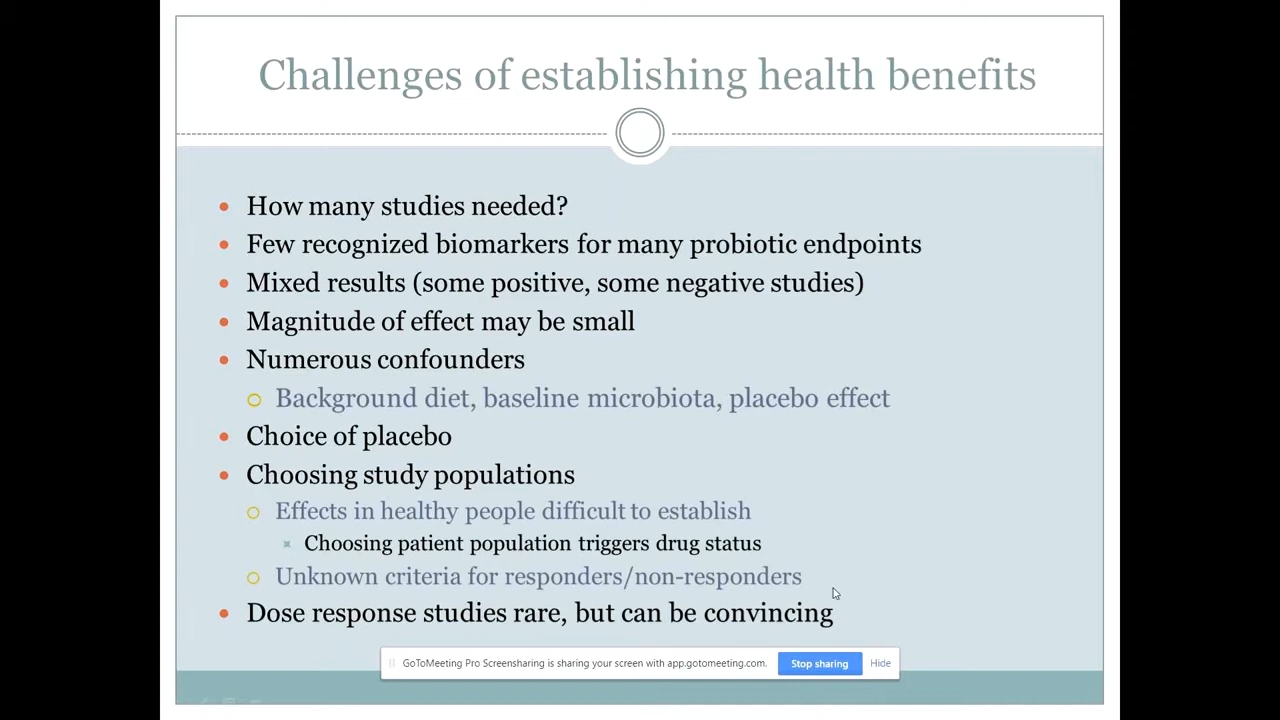 Challenges of establishing health benefits
How many studies needed?
Few recognized biomarkers for many probiotic endpoints
Mixed results (some positive, some negative studies)
Magnitude of effect may be small
Numerous confounders
Background diet, baseline microbiota, placebo effect
Choice of placebo
Choosing study populations
Effects in healthy people difficult to establish
Choosing patient population triggers drug status
Unknown criteria for responders/non-responders
Dose response studies rare, but can be convincing
GoToMeeting Pro Screensharing is sharing your screen with app.gotomeeting.com. Stop sharing Hide